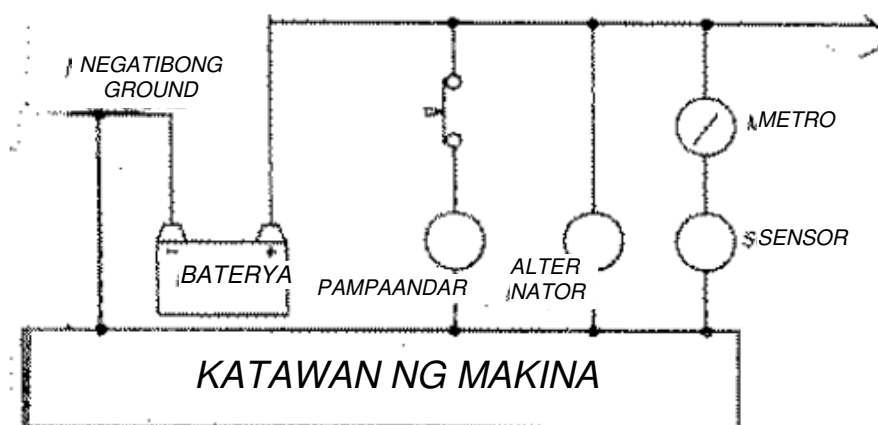 NEGATIBONG
GROUND
METRO
SENSOR
BATERYA
PAMPAANDAR
ALTER
NATOR
KATAWAN NG MAKINA